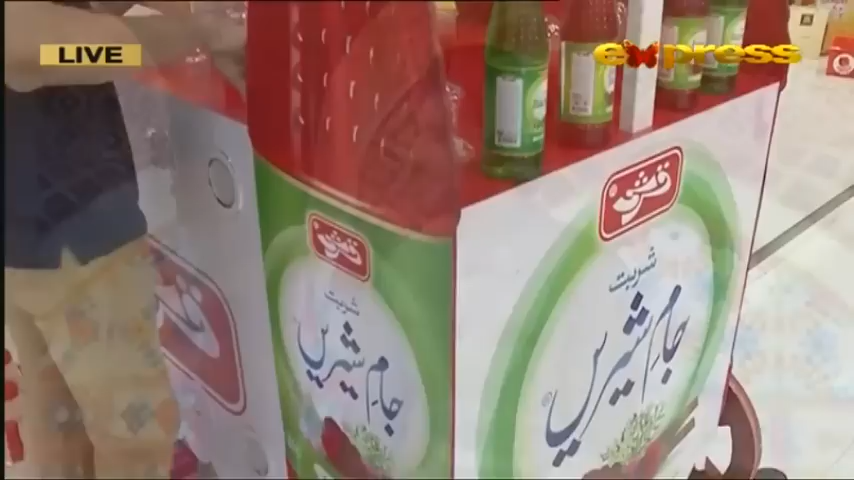 LIVE
express
قرشی
شربت
جام شیریں
قرشی
شربت
جام شیریں